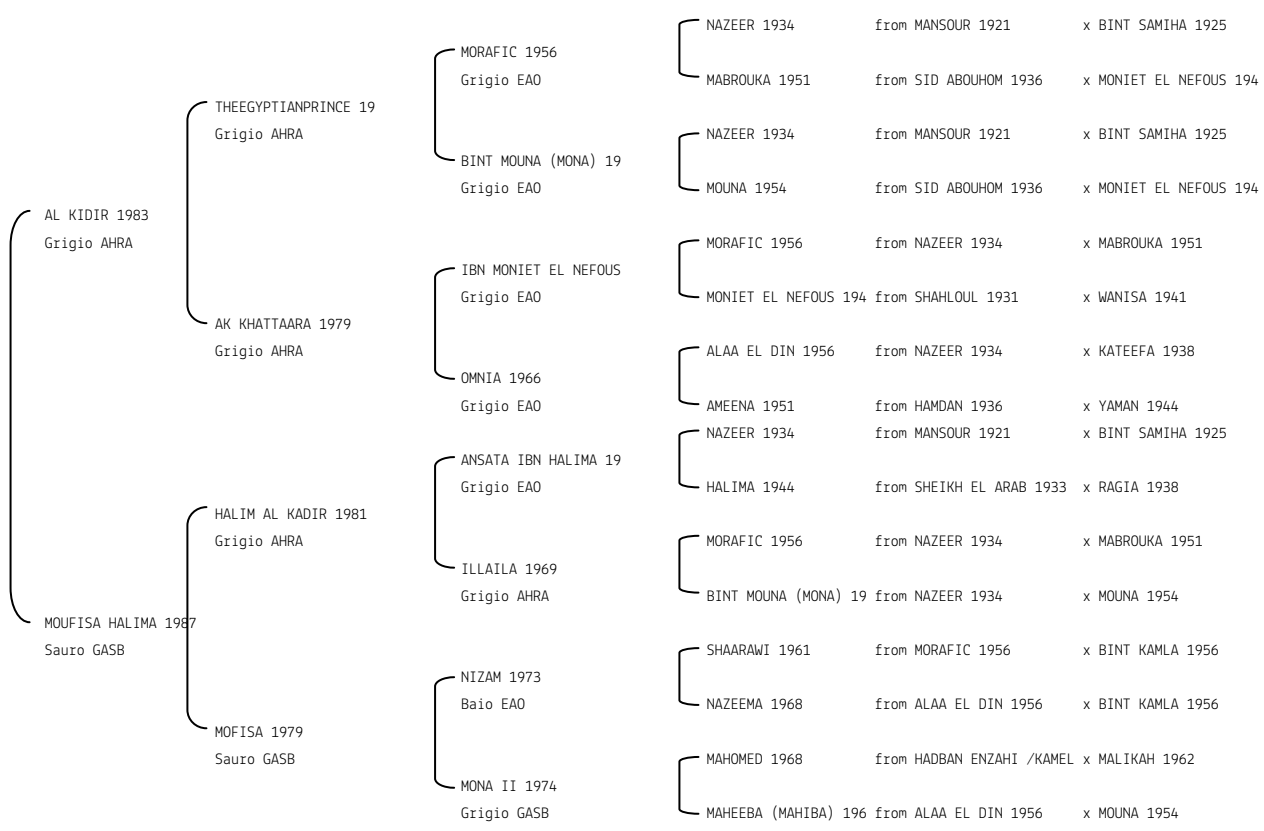 NAZEER 1934 from MANSOUR 1921 x BINT SAMIHA 1925
MORAFIC 1956
Grigio EAO
MABROUKA 1951 from SID ABOUHOM 1936 x MONIET EL NEFOUS 194
THEEGYPTIANPRINCE 19
Grigio AHRA
NAZEER 1934 from MANSOUR 1921 x BINT SAMIHA 1925
BINT MOUNA (MONA) 19
Grigio EAO
MOUNA 1954 from SID ABOUHOM 1936 x MONIET EL NEFOUS 194
AL KIDIR 1983
Grigio AHRA
MORAFIC 1956 from NAZEER 1934 x MABROUKA 1951
IBN MONIET EL NEFOUS
Grigio EAO
MONIET EL NEFOUS 194 from SHAHLOUL 1931 x WANISA 1941
AK KHATTAARA 1979
Grigio AHRA
ALAA EL DIN 1956 from NAZEER 1934 x KATEEFA 1938
OMNIA 1966
Grigio EAO
AMEENA 1951 from HAMDAN 1936 x YAMAN 1944
NAZEER 1934 from MANSOUR 1921 x BINT SAMIHA 1925
ANSATA IBN HALIMA 19
Grigio EAO
HALIMA 1944 from SHEIKH EL ARAB 1933 x RAGIA 1938
HALIM AL KADIR 1981
Grigio AHRA
MORAFIC 1956 from NAZEER 1934 x MABROUKA 1951
ILLAILA 1969
Grigio AHRA
BINT MOUNA (MONA) 19 from NAZEER 1934 x MOUNA 1954
MOUFISA HALIMA 1987
Sauro GASB
SHAARAWI 1961 from MORAFIC 1956 x BINT KAMLA 1956
NIZAM 1973
Baio EAO
NAZEEMA 1968 from ALAA EL DIN 1956 x BINT KAMLA 1956
MOFISA 1979
Sauro GASB
MAHOMED 1968 from HADBAN ENZAHI /KAMEL x MALIKAH 1962
MONA II 1974
Grigio GASB
MAHEEBA (MAHIBA) 196 from ALAA EL DIN 1956 x MOUNA 1954